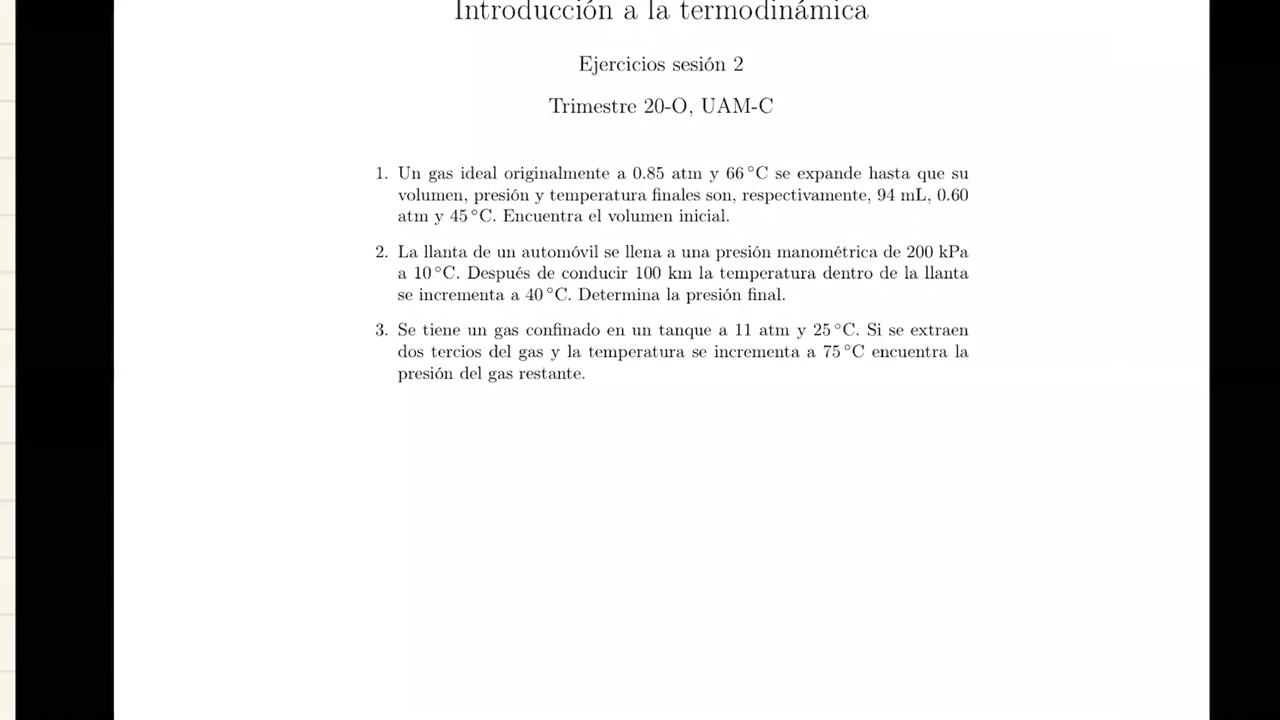 Introducción a la termodinámica
Ejercicios sesión 2
Trimestre 20-O, UAM-C
1. Un gas ideal originalmente a 0.85 atm y 66 °C se expande hasta que su
volumen, presión y temperatura finales son, respectivamente, 94 mL, 0.60
atm y 45 °C. Encuentra el volumen inicial.
2. La llanta de un automóvil se llena a una presión manométrica de 200 kPa
a 10 °C. Después de conducir 100 km la temperatura dentro de la llanta
se incrementa a 40 °C. Determina la presión final.
3. Se tiene un gas confinado en un tanque a 11 atm y 25 °C. Si se extraen
dos tercios del gas y la temperatura se incrementa a 75 °C encuentra la
presión del gas restante.